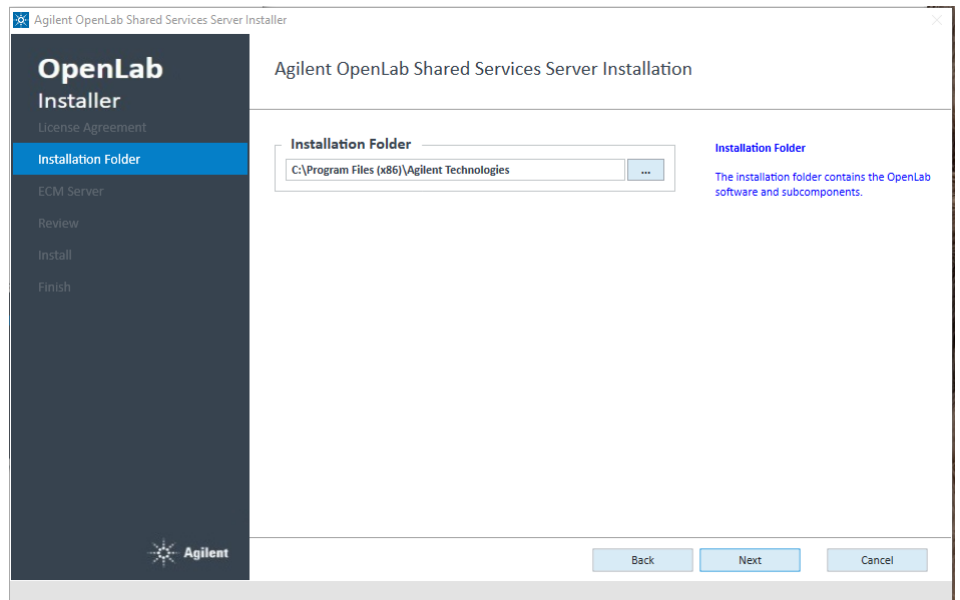 Agilent OpenLab Shared Services Server Installer
OpenLab
Installer
License Agreement
Installation Folder
ECM Server
Review
Install
Finish
Agilent
Agilent OpenLab Shared Services Server Installation
Installation Folder
C:\Program Files (x86)\Agilent Technologies
...
Installation Folder
The installation folder contains the OpenLab
software and subcomponents.
Back
Next
Cancel